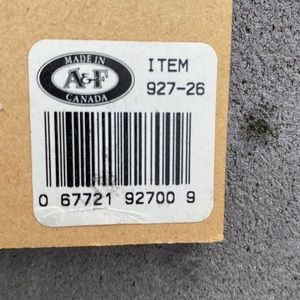 MADE IN
A&F
CANADA
ITEM
927-26
0 67721 92700 9